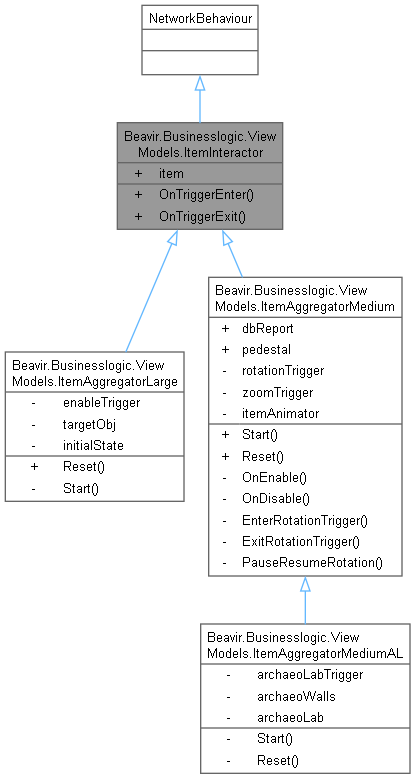 NetworkBehaviour
Beavir.Businesslogic.View
Models.ItemInteractor
+ item
+ OnTriggerEnter()
+ OnTriggerExit()
Beavir.Businesslogic.View
Models.ItemAggregatorLarge
- enableTrigger
- targetObj
- initialState
+ Reset()
- Start()
Beavir.Businesslogic.View
Models.ItemAggregatorMedium
+ dbReport
+ pedestal
- rotationTrigger
- zoomTrigger
- itemAnimator
+ Start()
+ Reset()
- OnEnable()
- OnDisable()
- EnterRotationTrigger()
- ExitRotationTrigger()
- PauseResumeRotation()
Beavir.Businesslogic.View
Models.ItemAggregatorMediumAL
- archaeoLabTrigger
- archaeoWalls
- archaeoLab
- Start()
- Reset()